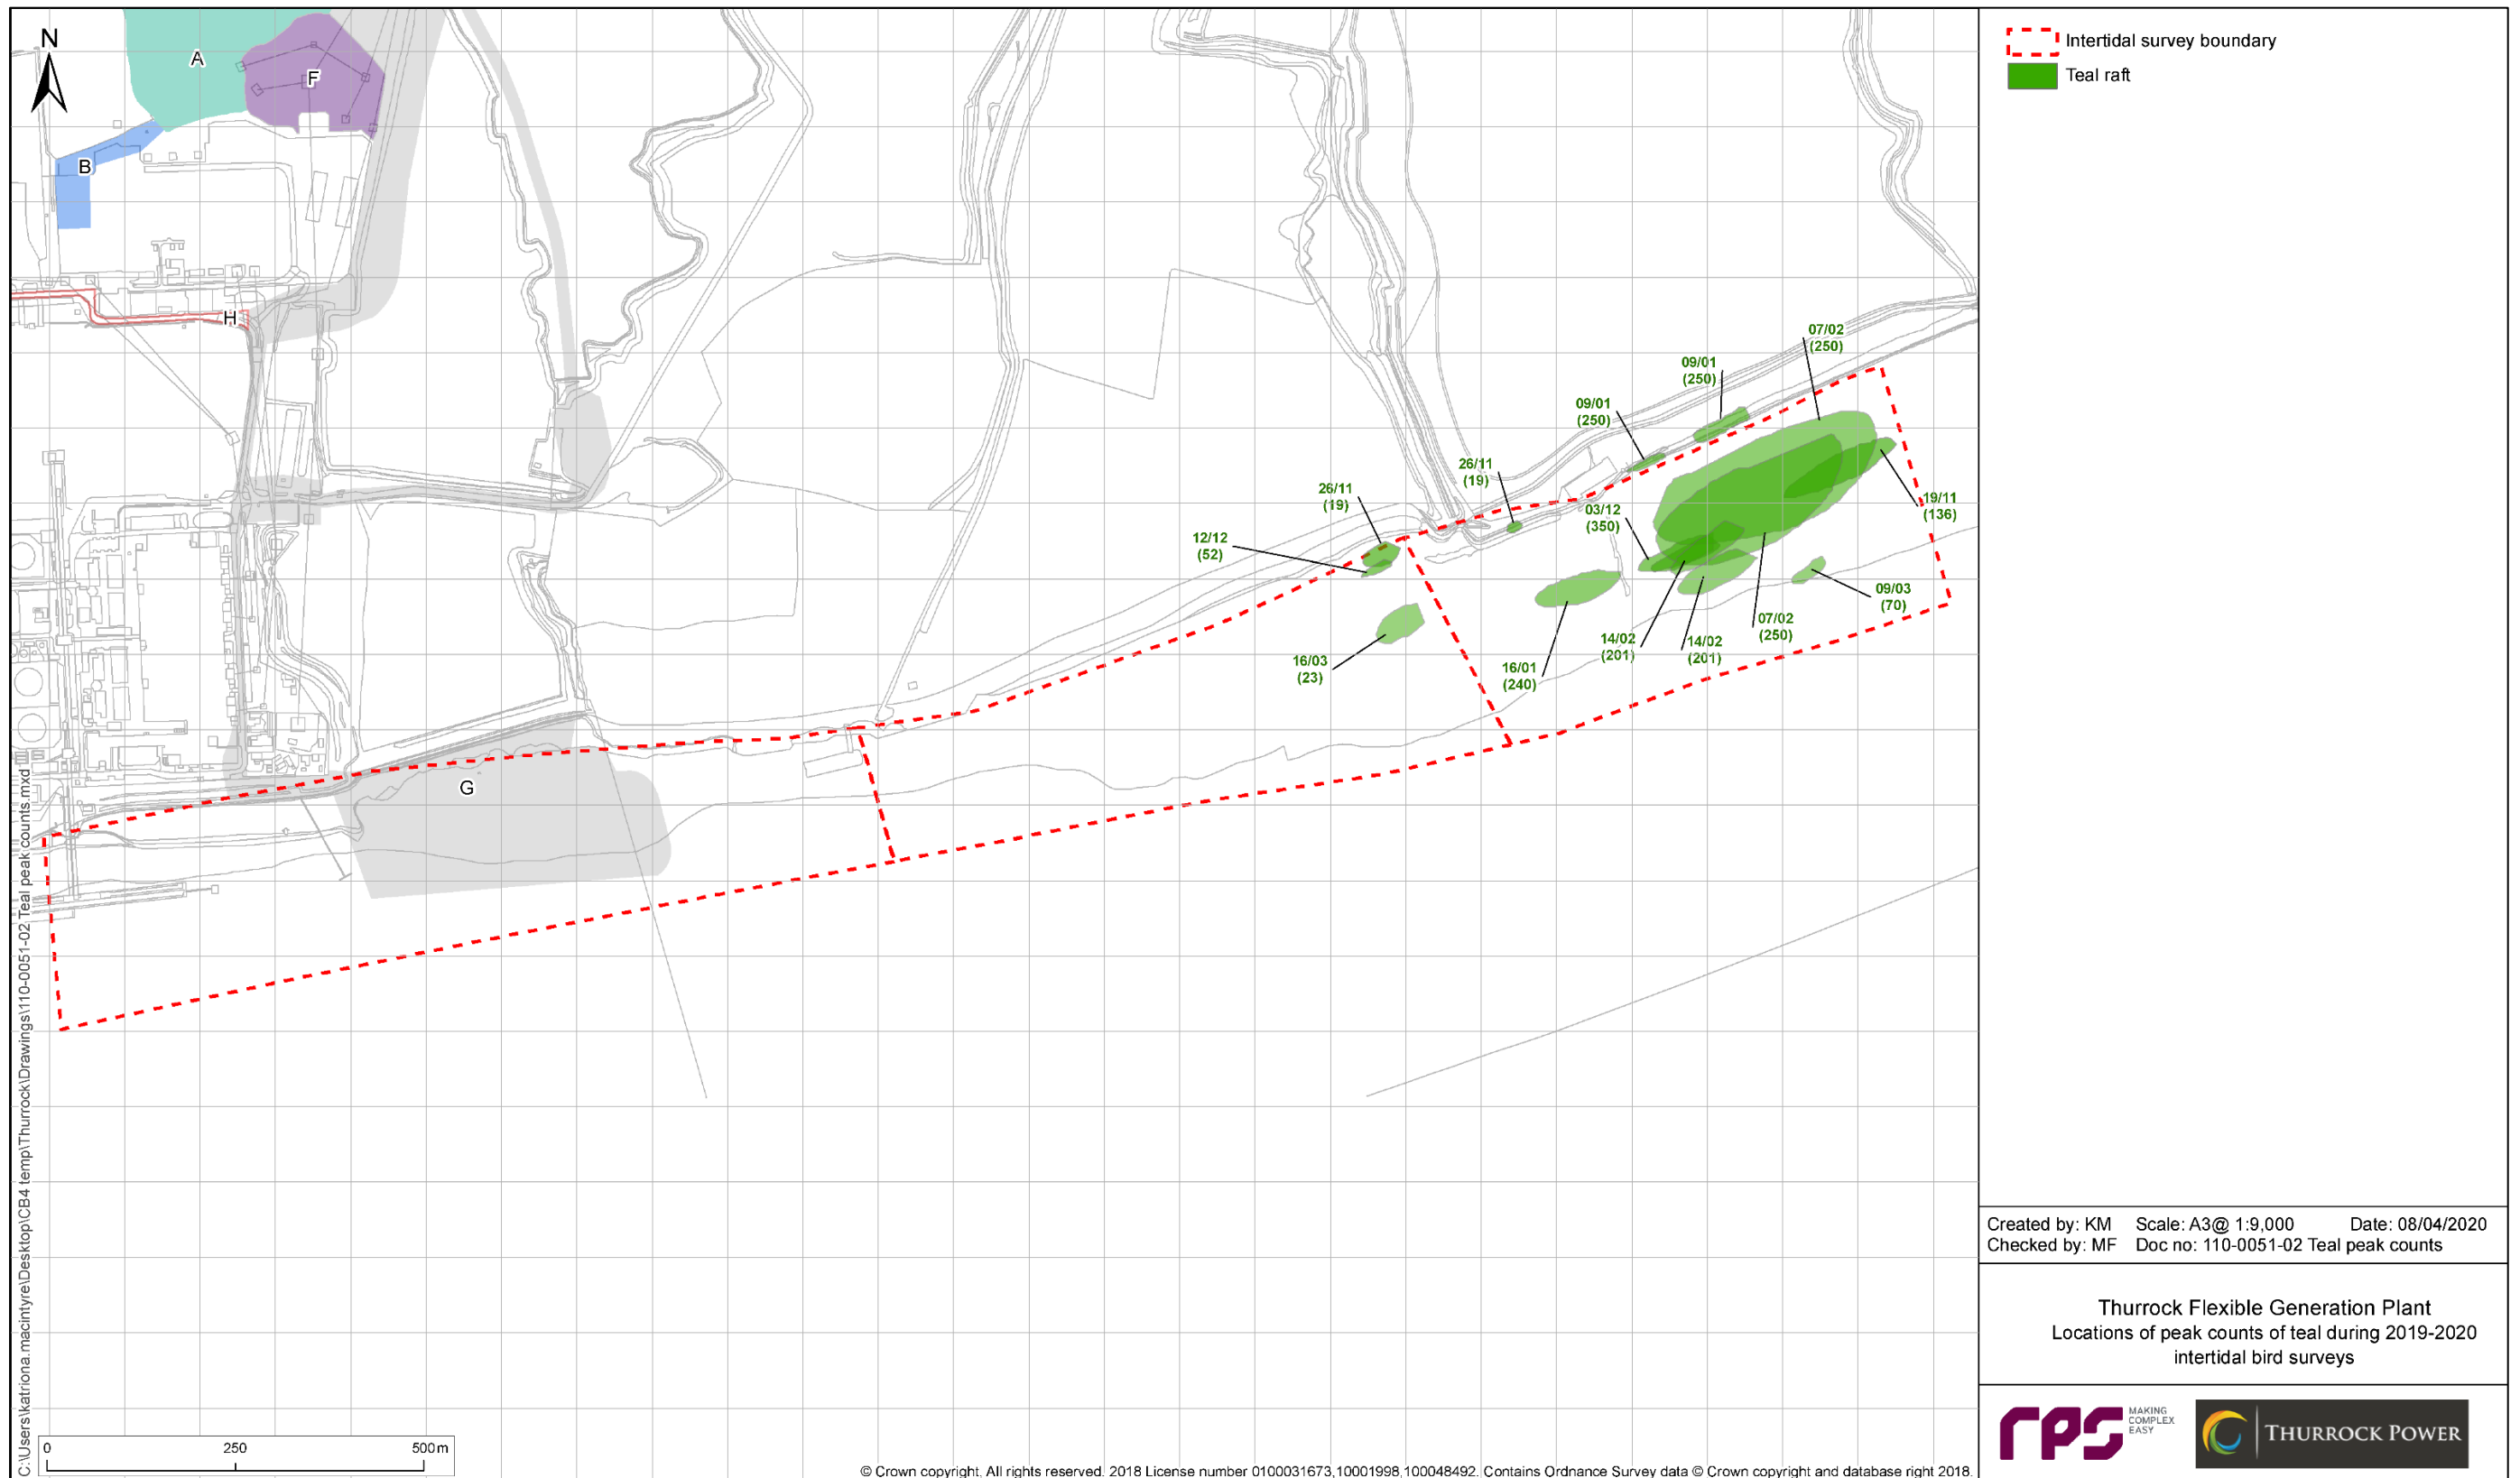 N
A
F
B
H
G
07/02
(250)
09/01
(250)
09/01
(250)
26/11
(19)
26/11
(19)
03/12
(350)
19/11
(136)
12/12
(52)
09/03
(70)
07/02
(250)
14/02
(201)
14/02
(201)
16/03
(23)
16/01
(240)
Intertidal survey boundary
Teal raft
C:\Users\katriona.macintyre\Desktop\CB4 temp\Thurrock\Drawings\110-0051-02 Teal peak counts.mxd
0 250 500 m
© Crown copyright, All rights reserved. 2018 License number 0100031673,10001998,100048492. Contains Ordnance Survey data © Crown copyright and database right 2018.
Created by: KM Scale: A3@ 1:9,000 Date: 08/04/2020
Checked by: MF Doc no: 110-0051-02 Teal peak counts
Thurrock Flexible Generation Plant
Locations of peak counts of teal during 2019-2020
intertidal bird surveys
rps MAKING
COMPLEX
EASY
THURROCK POWER